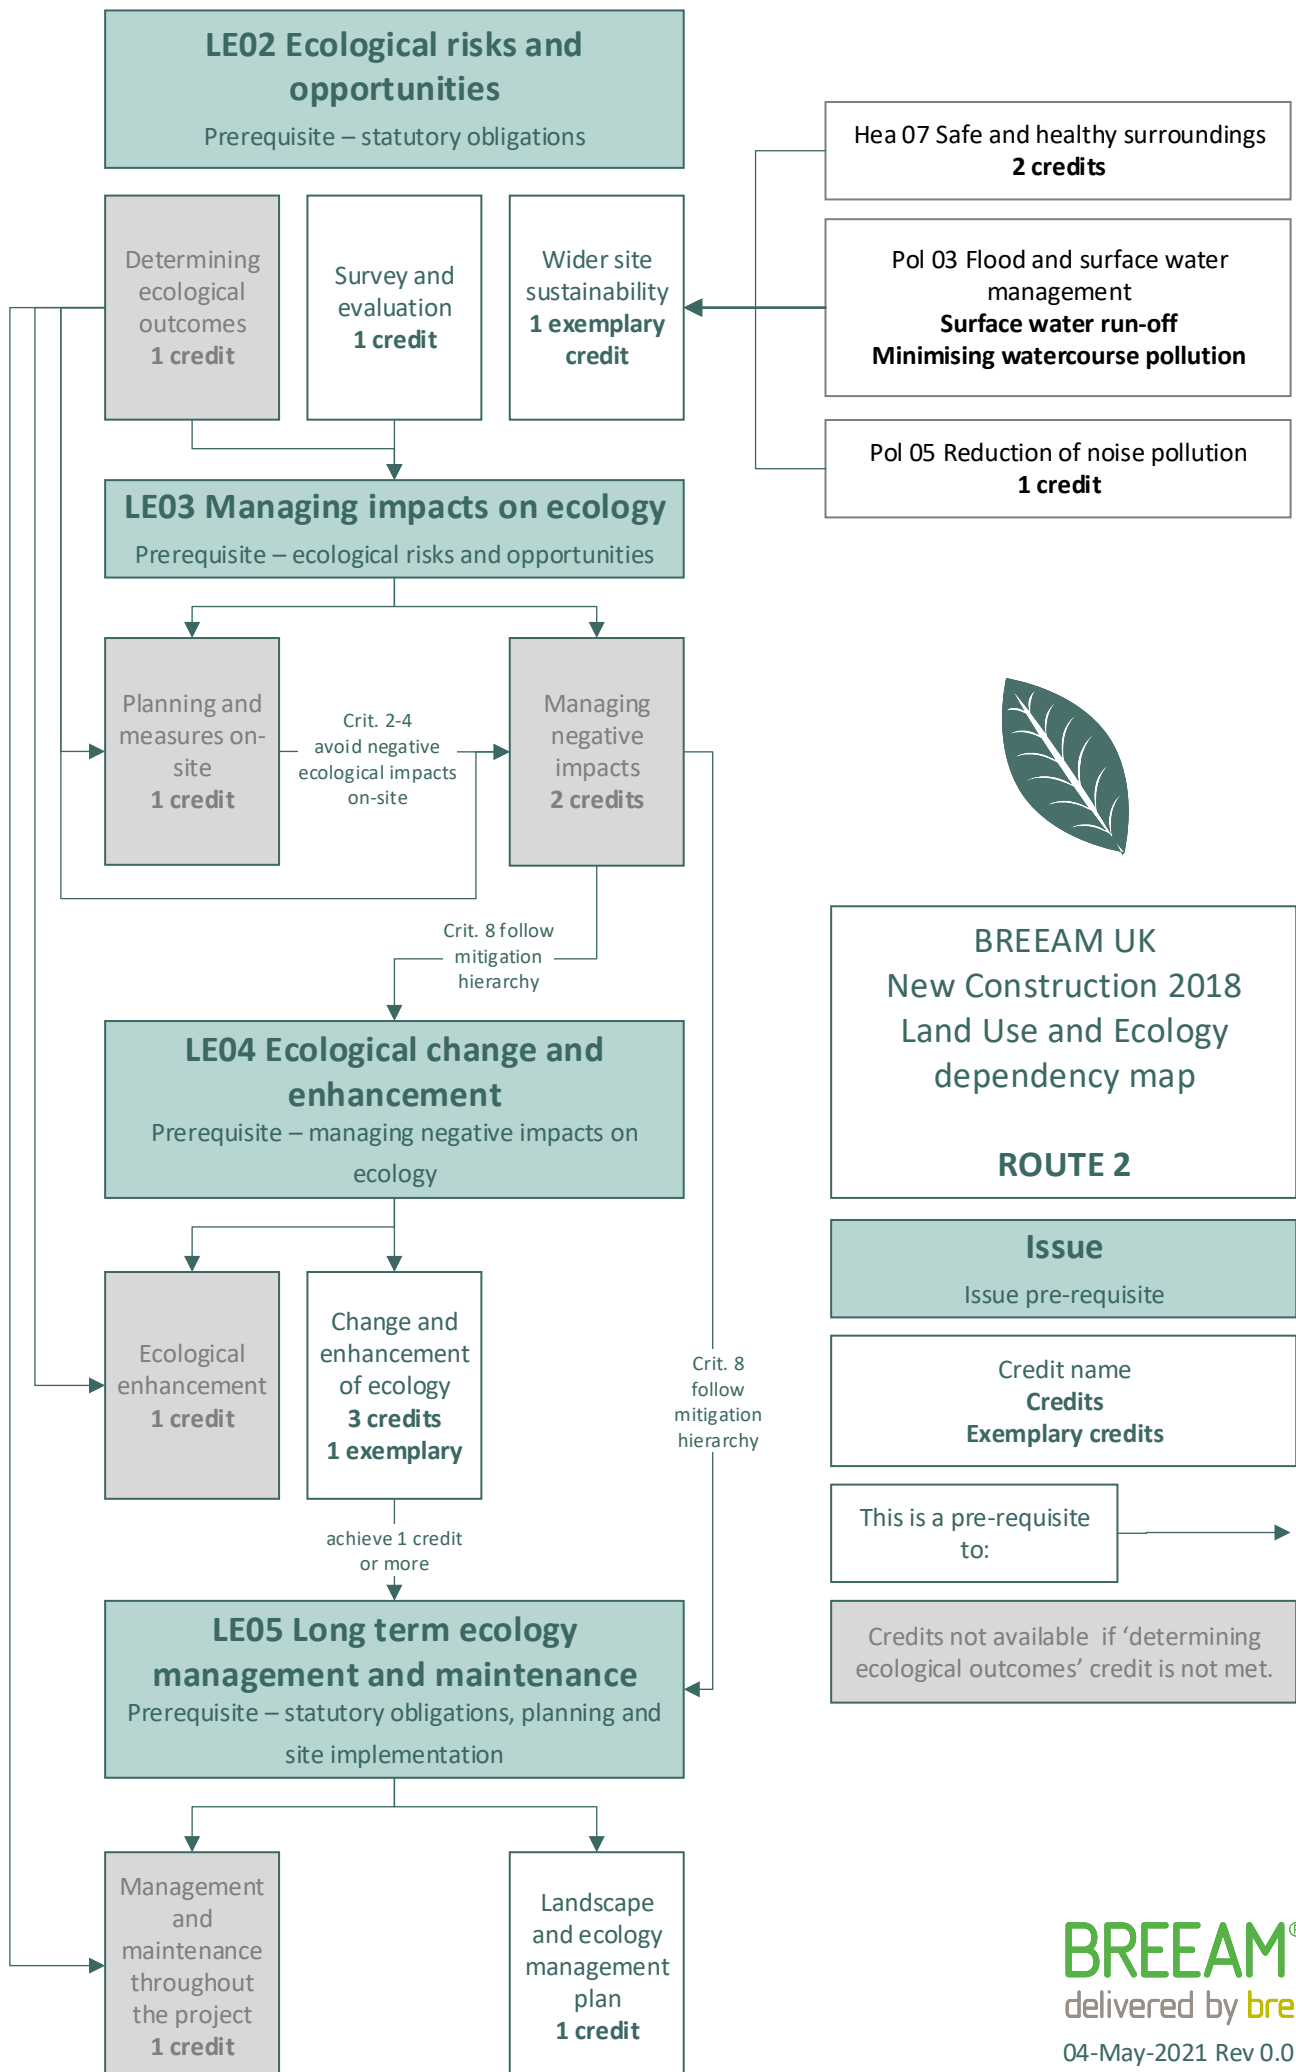 LE02 Ecological risks and
opportunities
Prerequisite – statutory obligations
Hea 07 Safe and healthy surroundings
2 credits
Determining
ecological
outcomes
1 credit
Survey and
evaluation
1 credit
Wider site
sustainability
1 exemplary
credit
Pol 03 Flood and surface water
management
Surface water run-off
Minimising watercourse pollution
Pol 05 Reduction of noise pollution
1 credit
LE03 Managing impacts on ecology
Prerequisite – ecological risks and opportunities
Planning and
measures on-
site
1 credit
Crit. 2-4
avoid negative
ecological impacts
on-site
Managing
negative
impacts
2 credits
Crit. 8 follow
mitigation
hierarchy
BREEAM UK
New Construction 2018
Land Use and Ecology
dependency map
ROUTE 2
LE04 Ecological change and
enhancement
Prerequisite – managing negative impacts on
ecology
Issue
Issue pre-requisite
Ecological
enhancement
1 credit
Change and
enhancement
of ecology
3 credits
1 exemplary
Crit. 8
follow
mitigation
hierarchy
Credit name
Credits
Exemplary credits
This is a pre-requisite
to:
achieve 1 credit
or more
LE05 Long term ecology
management and maintenance
Prerequisite – statutory obligations, planning and
site implementation
Credits not available if ‘determining
ecological outcomes’ credit is not met.
Management
and
maintenance
throughout
the project
1 credit
Landscape
and ecology
management
plan
1 credit
BREEAM®
delivered by bre
04-May-2021 Rev 0.0